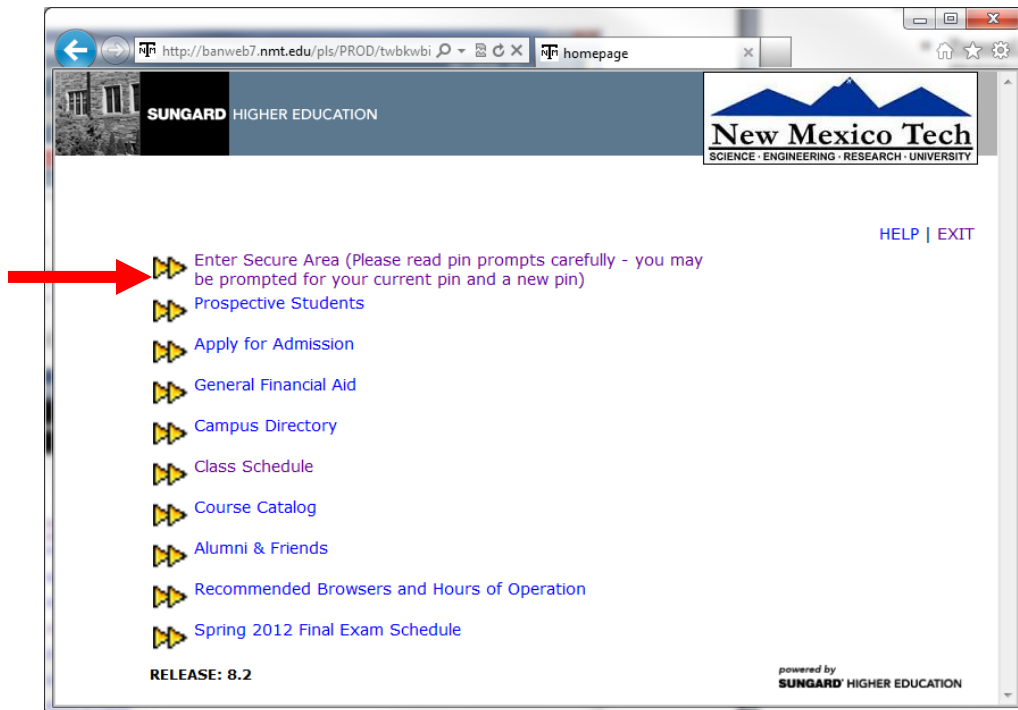 http://banweb7.nmt.edu/pls/PROD/twbkwbi
NTM homepage
SUNGARD HIGHER EDUCATION
New Mexico Tech
SCIENCE · ENGINEERING · RESEARCH · UNIVERSITY
HELP | EXIT
Enter Secure Area (Please read pin prompts carefully - you may
be prompted for your current pin and a new pin)
Prospective Students
Apply for Admission
General Financial Aid
Campus Directory
Class Schedule
Course Catalog
Alumni & Friends
Recommended Browsers and Hours of Operation
Spring 2012 Final Exam Schedule
RELEASE: 8.2
powered by
SUNGARD' HIGHER EDUCATION